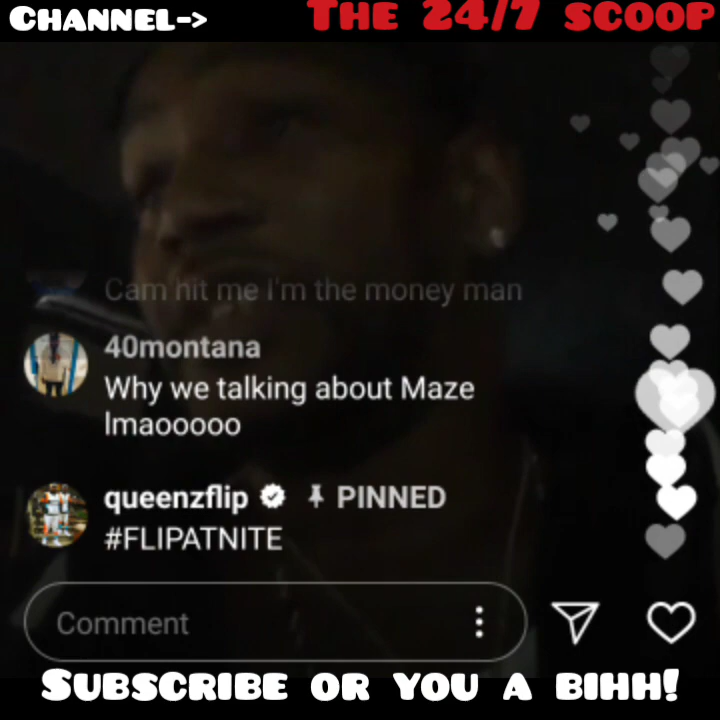 Channel->
The 24/7 scoop
Cam hit me I'm the money man
40montana
Why we talking about Maze
lmaooooo
queenzflip PINNED
#FLIPATNITE
Comment
Subscribe or you a bihh!